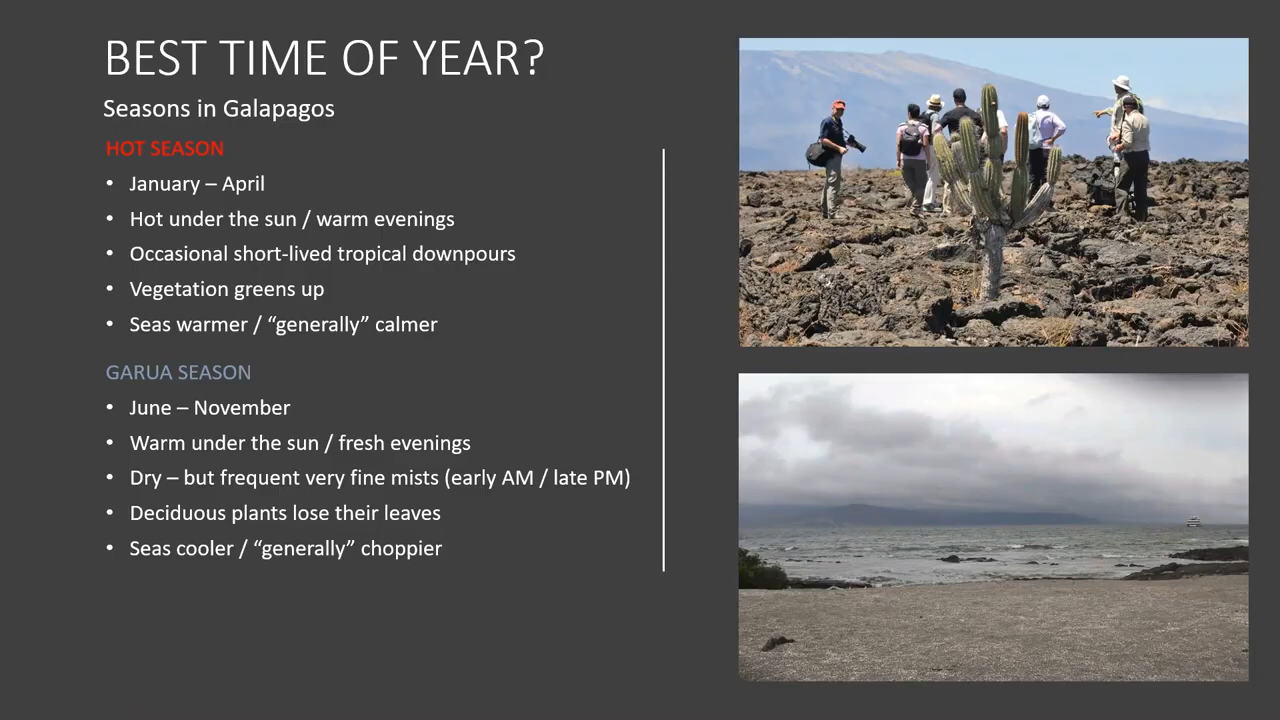 BEST TIME OF YEAR?
Seasons in Galapagos
HOT SEASON
• January – April
• Hot under the sun / warm evenings
• Occasional short-lived tropical downpours
• Vegetation greens up
• Seas warmer / “generally” calmer
GARUA SEASON
• June – November
• Warm under the sun / fresh evenings
• Dry – but frequent very fine mists (early AM / late PM)
• Deciduous plants lose their leaves
• Seas cooler / “generally” choppier